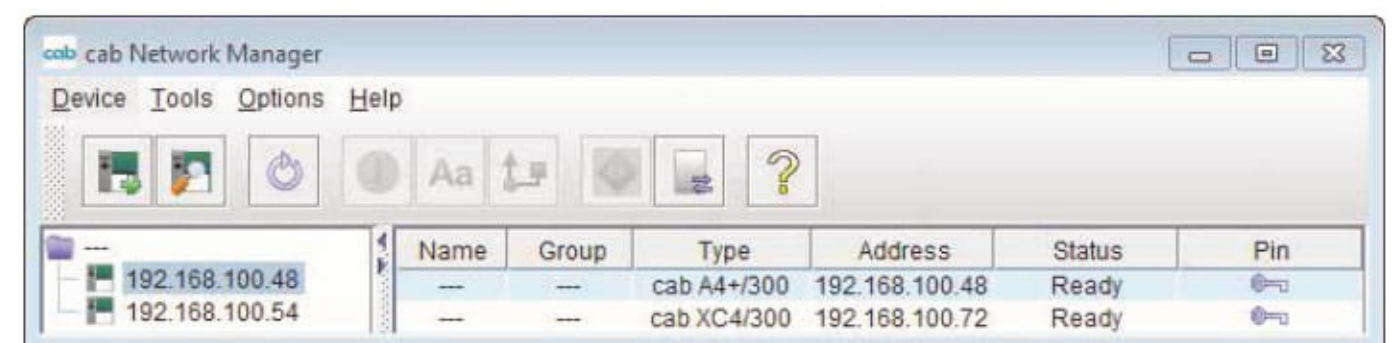 cab cab Network Manager
Device Tools Options Help
Aa ?
---
192.168.100.48
192.168.100.54
Name Group Type Address Status Pin
--- --- cab A4+/300 192.168.100.48 Ready
--- --- cab XC4/300 192.168.100.72 Ready